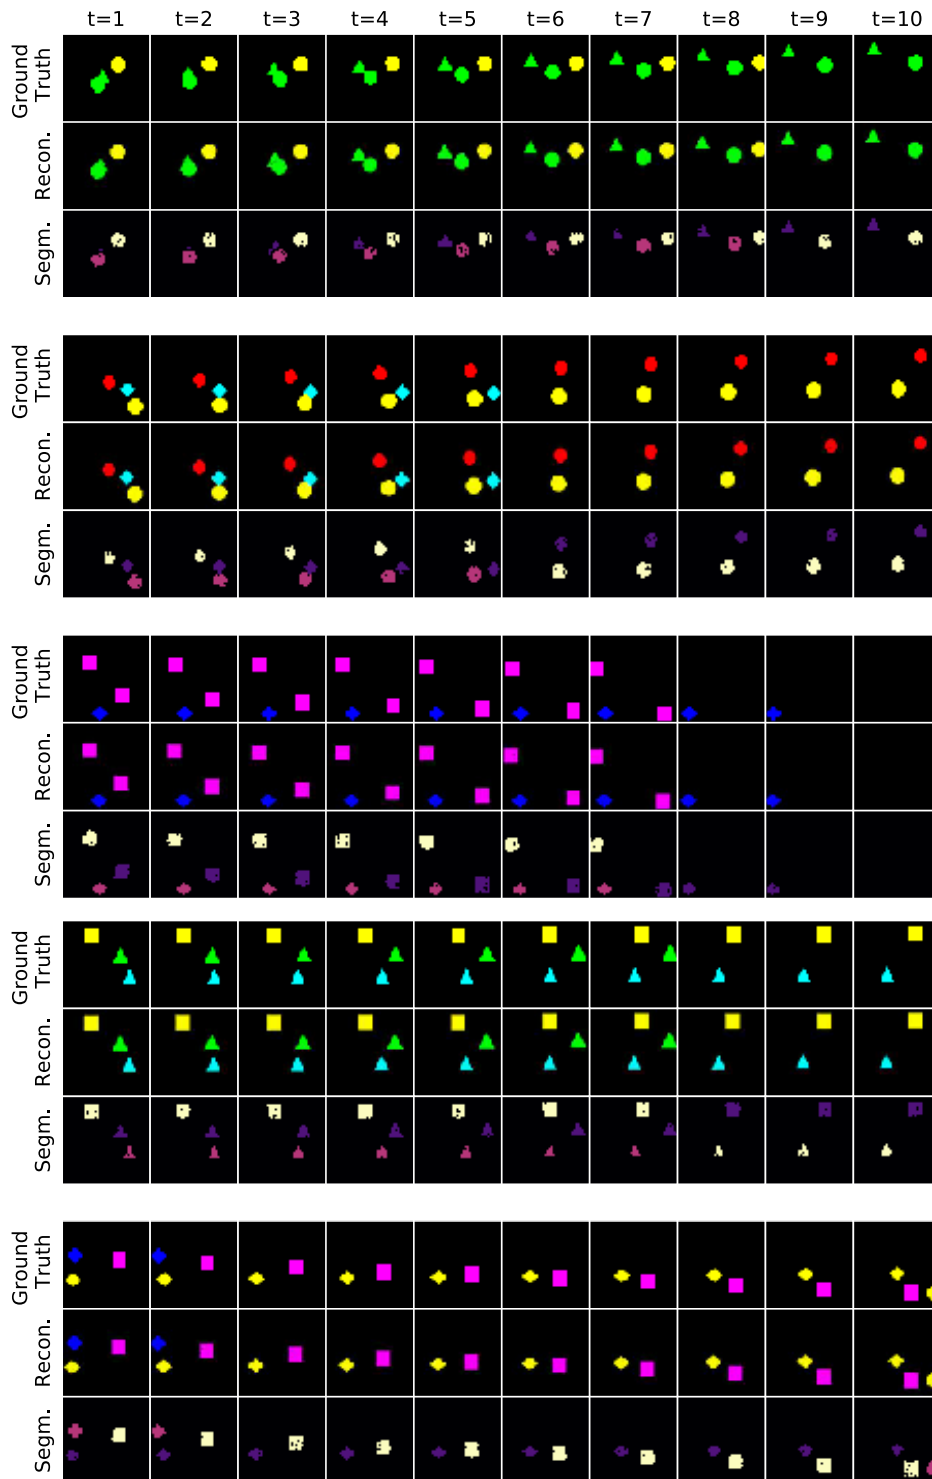 t=1 t=2 t=3 t=4 t=5 t=6 t=7 t=8 t=9 t=10
Ground
Truth
Recon.
Segm.
Ground
Truth
Recon.
Segm.
Ground
Truth
Recon.
Segm.
Ground
Truth
Recon.
Segm.
Ground
Truth
Recon.
Segm.